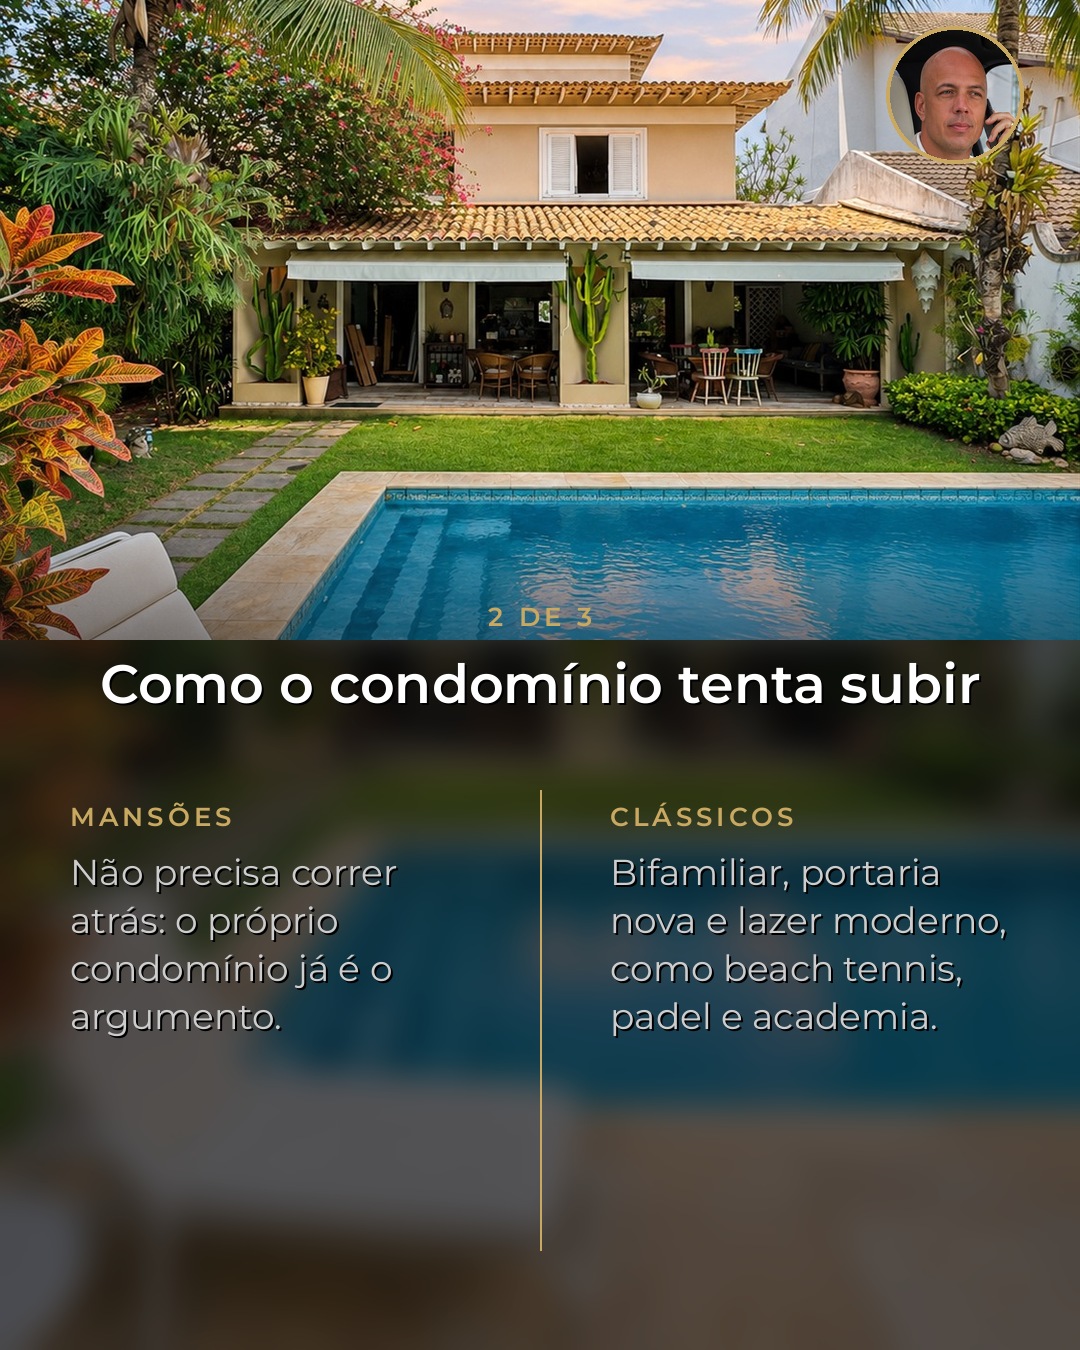 2 DE 3
Como o condomínio tenta subir
MANSÕES
Não precisa correr
atrás: o próprio
condomínio já é o
argumento.
CLÁSSICOS
Bifamiliar, portaria
nova e lazer moderno,
como beach tennis,
padel e academia.